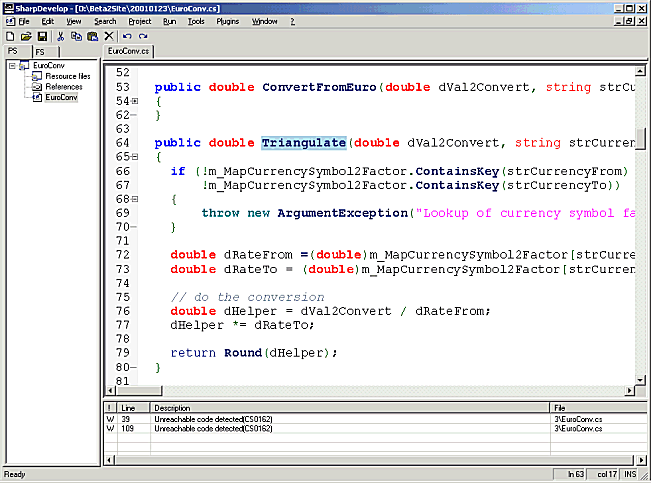 SharpDevelop - [D:\Beta2Site\20010123\EuroConv.cs]
File Edit View Search Project Run Tools Plugins Window ?
PS FS EuroConv.cs
EuroConv
Resouce files
References
EuroConv
52
53 public double ConvertFromEuro(double dVal2Convert, string strCu
54 {
62 }
63
64 public double Triangulate(double dVal2Convert, string strCurren
65 {
66 if (!m_MapCurrencySymbol2Factor.ContainsKey(strCurrencyFrom)
67 !m_MapCurrencySymbol2Factor.ContainsKey(strCurrencyTo))
68 {
69 throw new ArgumentException("Lookup of currency symbol fa
70 }
71
72 double dRateFrom =(double)m_MapCurrencySymbol2Factor[strCurren
73 double dRateTo = (double)m_MapCurrencySymbol2Factor[strCurrenc
74
75 // do the conversion
76 double dHelper = dVal2Convert / dRateFrom;
77 dHelper *= dRateTo;
78
79 return Round(dHelper);
80 }
81
! Line Description File
W 39 Unreachable code detected(CS0162) 3\EuroConv.cs
W 109 Unreachable code detected(CS0162) 3\EuroConv.cs
Ready ln 63 col 17 INS